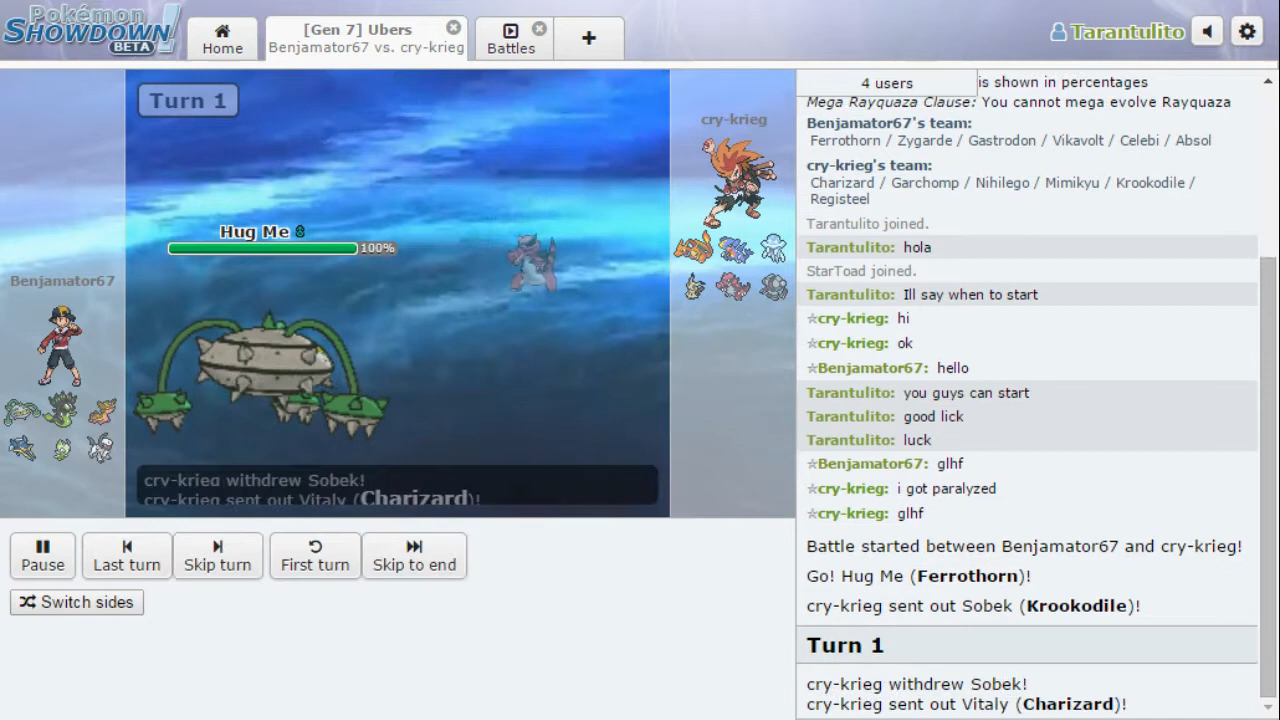 Pokémon
SHOWDOWN!
BETA
Home
[Gen 7] Ubers
Benjamator67 vs. cry-krieg
Battles
+
Tarantulito
Turn 1
cry-krieg
Hug Me
100%
Benjamator67
cry-krieg withdrew Sobek!
cry-krieg sent out Vitaly (Charizard)!
Pause
Last turn
Skip turn
First turn
Skip to end
Switch sides
4 users
is shown in percentages
Mega Rayquaza Clause: You cannot mega evolve Rayquaza
Benjamator67's team:
Ferrothorn / Zygarde / Gastrodon / Vikavolt / Celebi / Absol
cry-krieg's team:
Charizard / Garchomp / Nihilego / Mimikyu / Krookodile /
Registeel
Tarantulito joined.
Tarantulito: hola
StarToad joined.
Tarantulito: Ill say when to start
☆cry-krieg: hi
☆cry-krieg: ok
☆Benjamator67: hello
Tarantulito: you guys can start
Tarantulito: good lick
Tarantulito: luck
☆Benjamator67: glhf
☆cry-krieg: i got paralyzed
☆cry-krieg: glhf
Battle started between Benjamator67 and cry-krieg!
Go! Hug Me (Ferrothorn)!
cry-krieg sent out Sobek (Krookodile)!
Turn 1
cry-krieg withdrew Sobek!
cry-krieg sent out Vitaly (Charizard)!